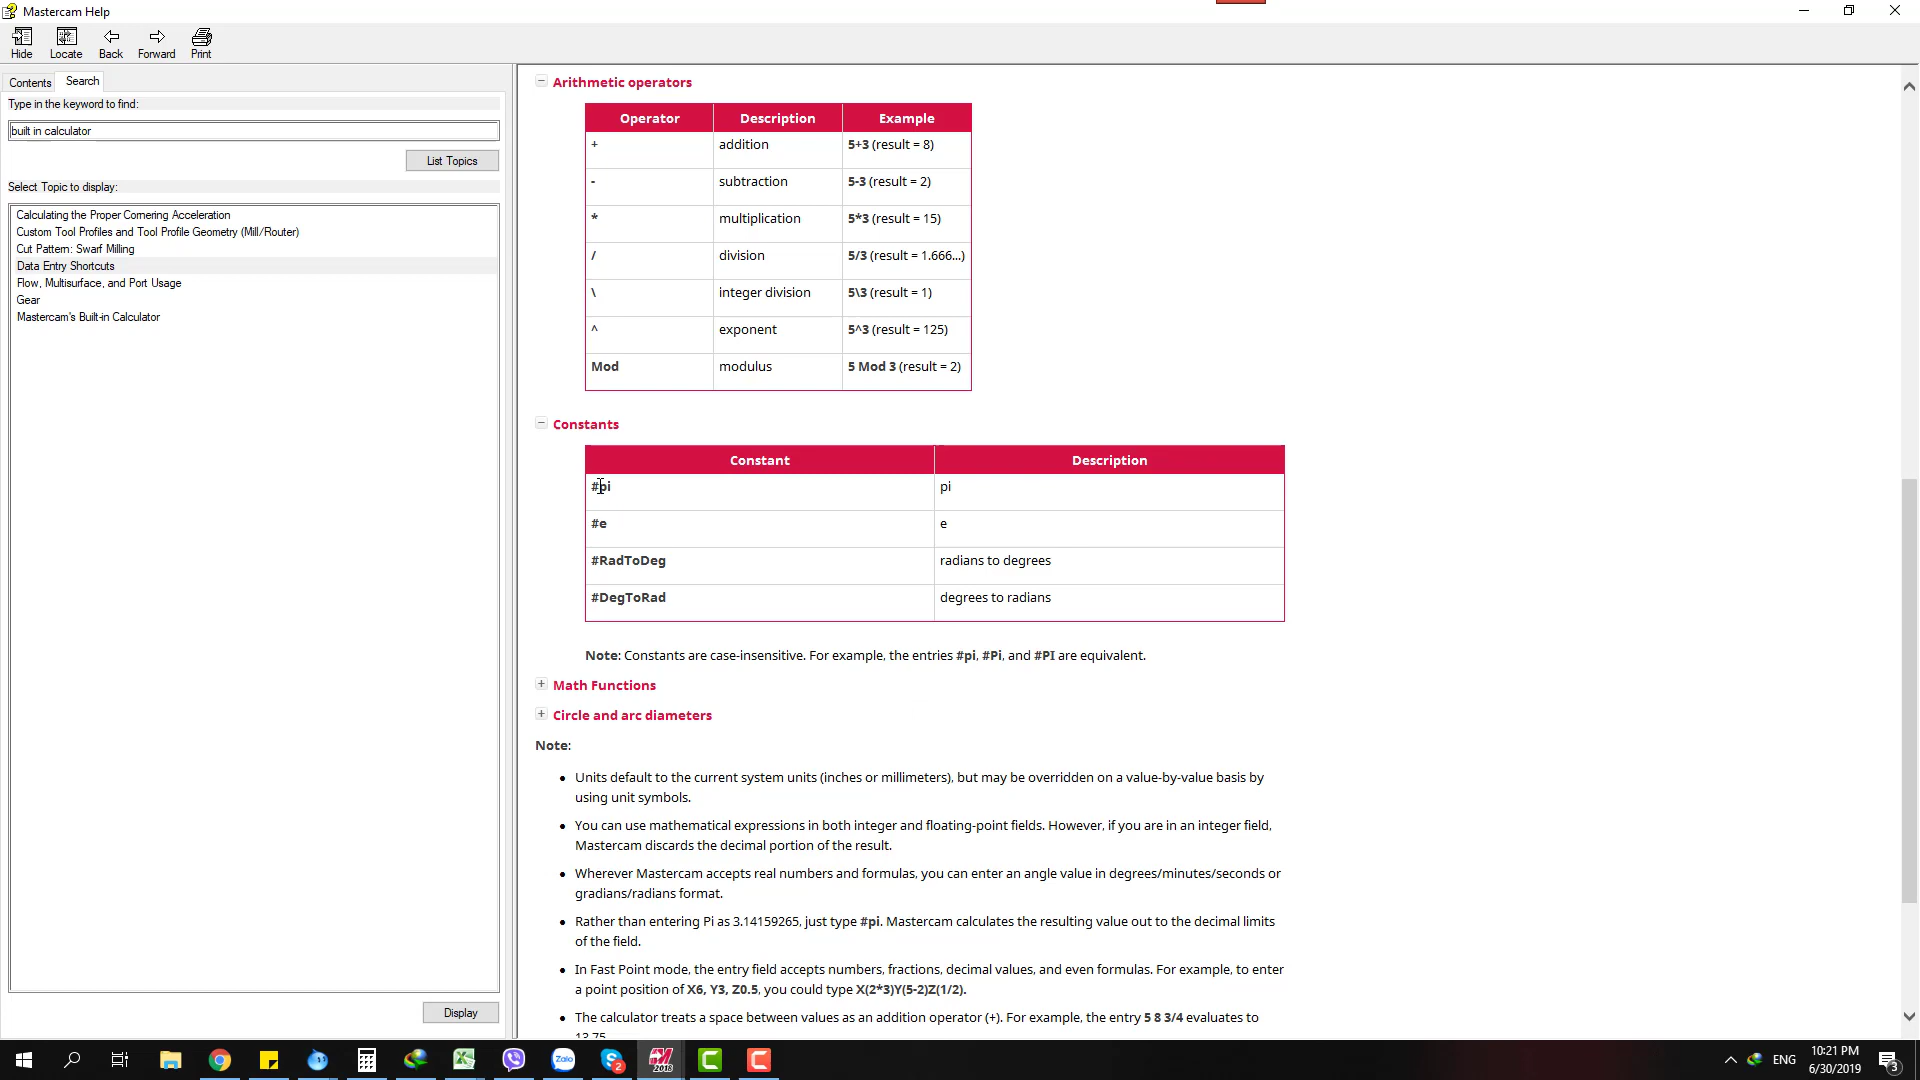 Mastercam Help
Hide Locate Back Forward Print
Contents Search
Type in the keyword to find:
built in calculator
List Topics
Select Topic to display:
Calculating the Proper Cornering Acceleration
Custom Tool Profiles and Tool Profile Geometry (Mill/Router)
Cut Pattern: Swarf Milling
Data Entry Shortcuts
Flow, Multisurface, and Port Usage
Gear
Mastercam's Built-in Calculator
Display
Arithmetic operators
Operator Description Example
+ addition 5+3 (result = 8)
- subtraction 5-3 (result = 2)
* multiplication 5*3 (result = 15)
/ division 5/3 (result = 1.666...)
\ integer division 5\3 (result = 1)
^ exponent 5^3 (result = 125)
Mod modulus 5 Mod 3 (result = 2)
Constants
Constant Description
#pi pi
#e e
#RadToDeg radians to degrees
#DegToRad degrees to radians
Note: Constants are case-insensitive. For example, the entries #pi, #Pi, and #PI are equivalent.
Math Functions
Circle and arc diameters
Note:
• Units default to the current system units (inches or millimeters), but may be overridden on a value-by-value basis by
using unit symbols.
• You can use mathematical expressions in both integer and floating-point fields. However, if you are in an integer field,
Mastercam discards the decimal portion of the result.
• Wherever Mastercam accepts real numbers and formulas, you can enter an angle value in degrees/minutes/seconds or
gradians/radians format.
• Rather than entering Pi as 3.14159265, just type #pi. Mastercam calculates the resulting value out to the decimal limits
of the field.
• In Fast Point mode, the entry field accepts numbers, fractions, decimal values, and even formulas. For example, to enter
a point position of X6, Y3, Z0.5, you could type X(2*3)Y(5-2)Z(1/2).
• The calculator treats a space between values as an addition operator (+). For example, the entry 5 8 3/4 evaluates to
13.75.
Zalo
2
2018
ENG
10:21 PM
6/30/2019
3